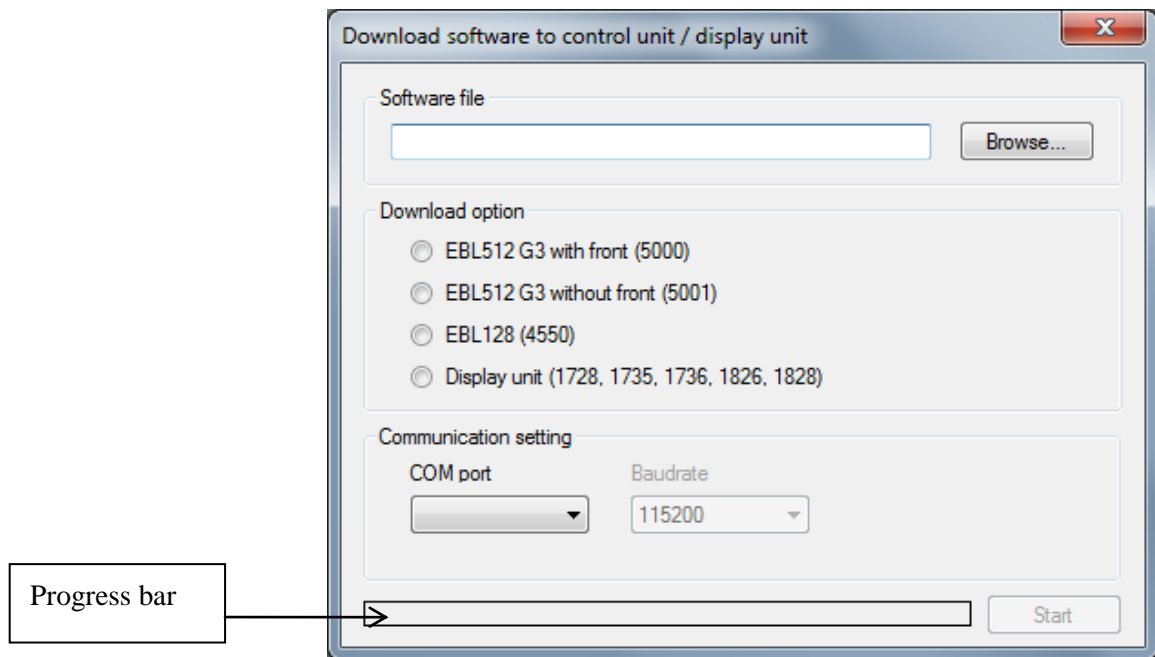 Download software to control unit / display unit
X
Software file
Browse...
Download option
EBL512 G3 with front (5000)
EBL512 G3 without front (5001)
EBL128 (4550)
Display unit (1728, 1735, 1736, 1826, 1828)
Communication setting
COM port Baudrate
115200
Progress bar
Start